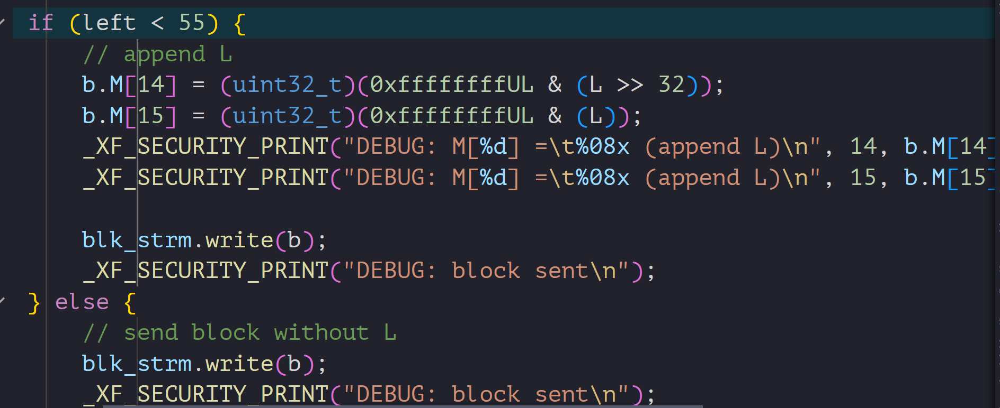 if (left < 55) {
// append L
b.M[14] = (uint32_t)(0xffffffffUL & (L >> 32));
b.M[15] = (uint32_t)(0xffffffffUL & (L));
_XF_SECURITY_PRINT("DEBUG: M[%d] =\t%08x (append L)\n", 14, b.M[14]
_XF_SECURITY_PRINT("DEBUG: M[%d] =\t%08x (append L)\n", 15, b.M[15]
blk_strm.write(b);
_XF_SECURITY_PRINT("DEBUG: block sent\n");
} else {
// send block without L
blk_strm.write(b);
_XF_SECURITY_PRINT("DEBUG: block sent\n");